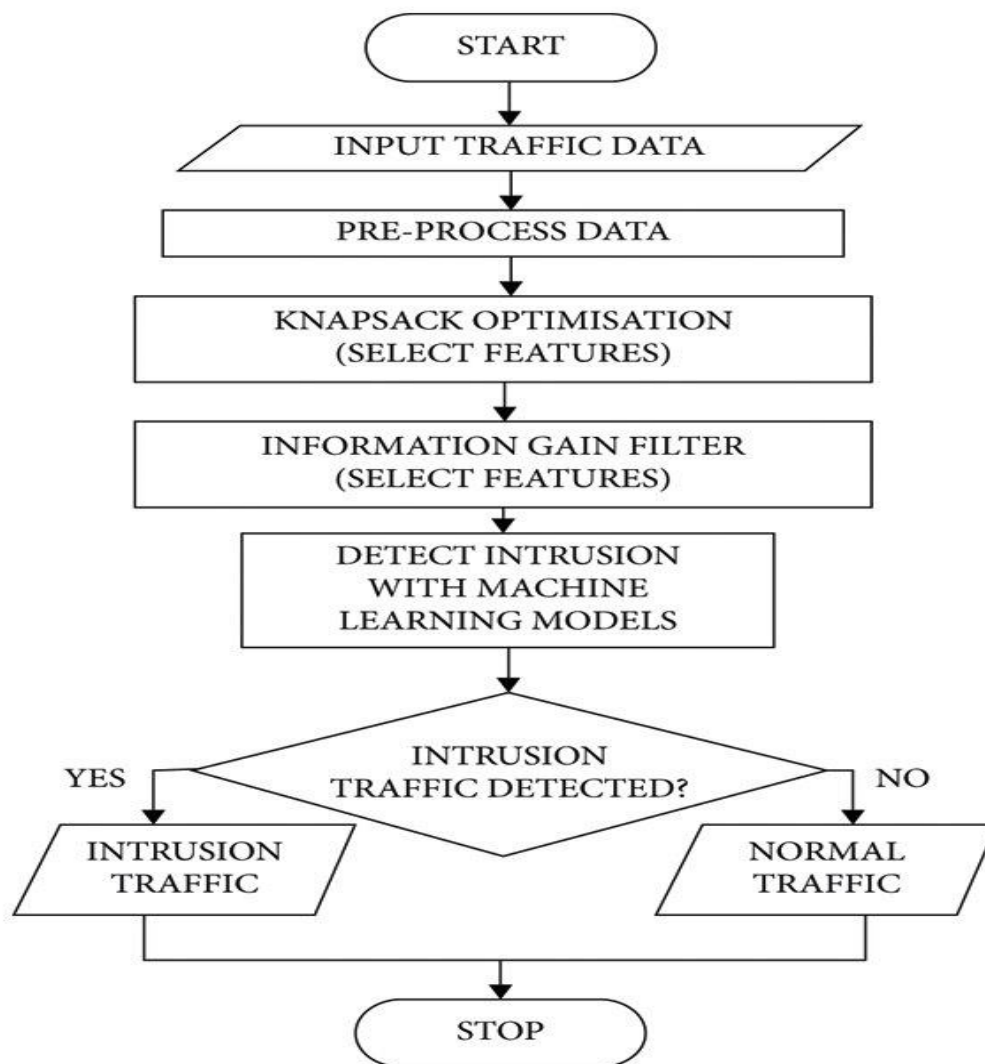 START
INPUT TRAFFIC DATA
PRE-PROCESS DATA
KNAPSACK OPTIMISATION
(SELECT FEATURES)
INFORMATION GAIN FILTER
(SELECT FEATURES)
DETECT INTRUSION
WITH MACHINE
LEARNING MODELS
INTRUSION
TRAFFIC DETECTED?
YES
NO
INTRUSION
TRAFFIC
NORMAL
TRAFFIC
STOP